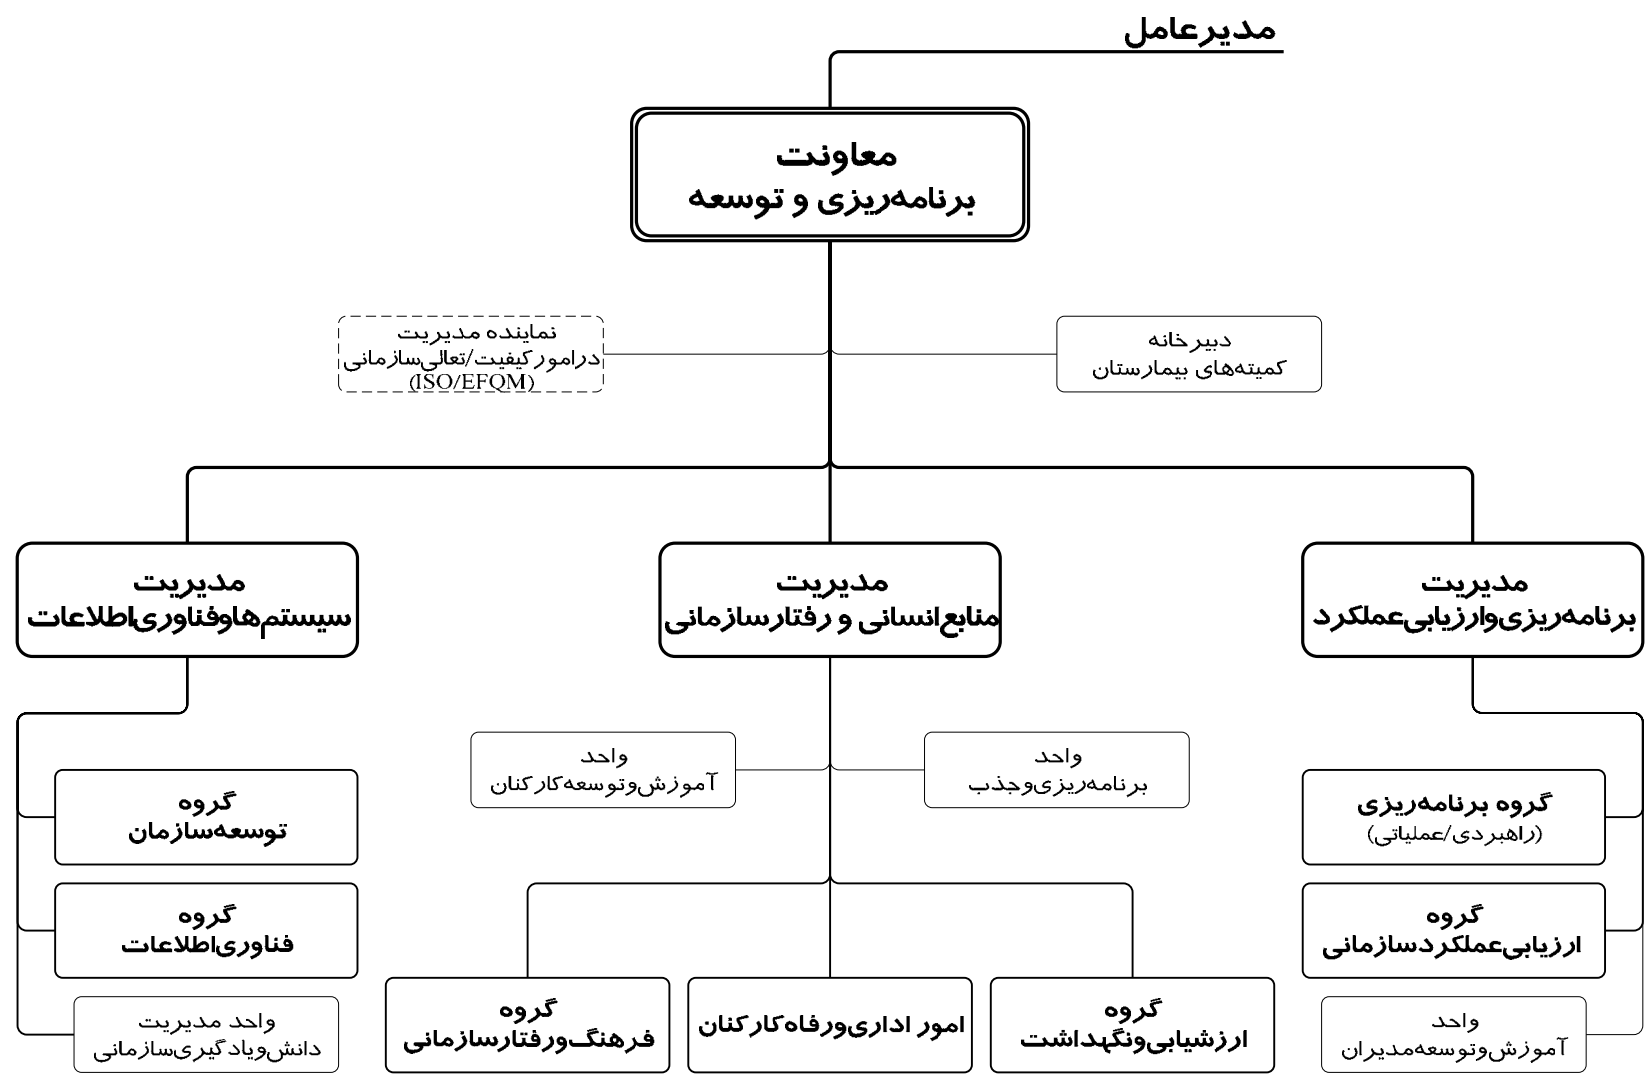 مدیرعامل
معاونت
برنامه‌ریزی و توسعه
دبیرخانه
کمیته‌های بیمارستان
نماینده مدیریت
درامورکیفیت/تعالی‌سازمانی
(ISO/EFQM)
مدیریت
برنامه‌ریزی‌وارزیابی‌عملکرد
مدیریت
منابع‌انسانی و رفتارسازمانی
مدیریت
سیستم‌هاوفناوری‌اطلاعات
واحد
برنامه‌ریزی‌وجذب
واحد
آموزش‌وتوسعه‌کارکنان
گروه برنامه‌ریزی
(راهبردی/عملیاتی)
گروه
ارزیابی‌عملکردسازمانی
واحد
آموزش‌وتوسعه‌مدیران
گروه
ارزشیابی‌ونگهداشت
امور اداری‌ورفاه‌کارکنان
گروه
فرهنگ‌ورفتارسازمانی
گروه
توسعه‌سازمان
گروه
فناوری‌اطلاعات
واحد مدیریت
دانش‌ویادگیری‌سازمانی